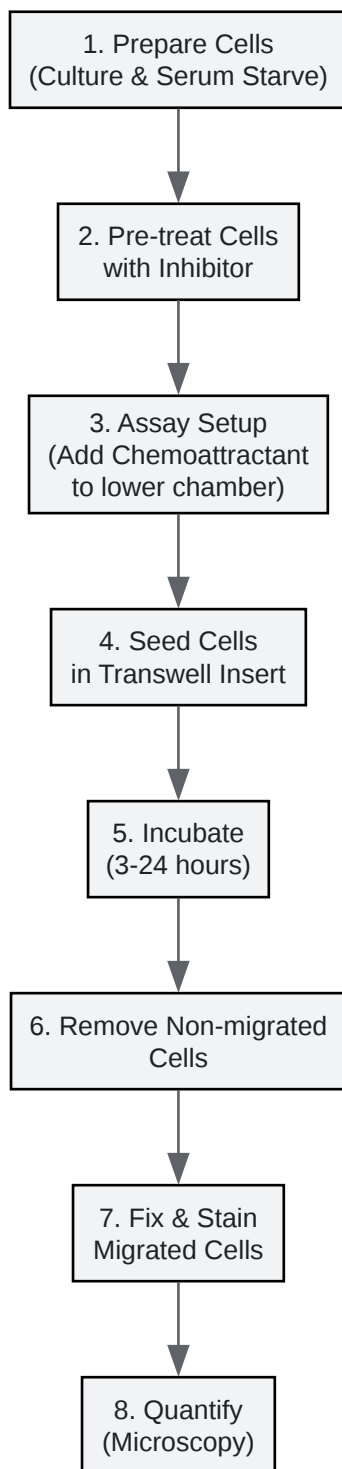 1. Prepare Cells
(Culture & Serum Starve)
2. Pre-treat Cells
with Inhibitor
3. Assay Setup
(Add Chemoattractant
to lower chamber)
4. Seed Cells
in Transwell Insert
5. Incubate
(3-24 hours)
6. Remove Non-migrated
Cells
7. Fix & Stain
Migrated Cells
8. Quantify
(Microscopy)